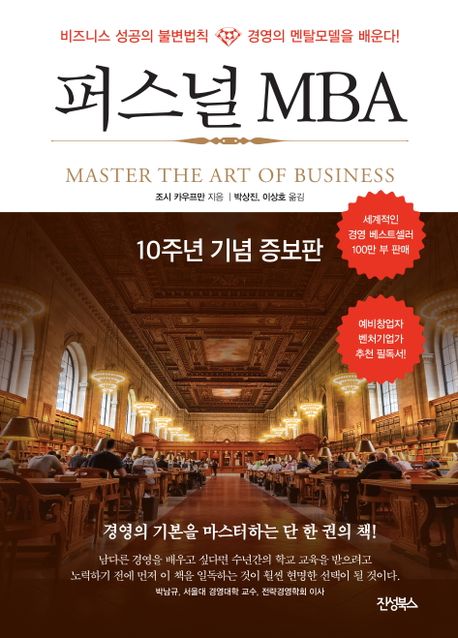 비즈니스 성공의 불변법칙 경영의 멘탈모델을 배운다!
퍼스널 MBA
MASTER THE ART OF BUSINESS
조시 카우프만 지음 | 박상진, 이상호 옮김
세계적인
경영 베스트셀러
100만 부 판매
10주년 기념 증보판
예비창업자
벤처기업가
추천 필독서!
경영의 기본을 마스터하는 단 한 권의 책!
남다른 경영을 배우고 싶다면 수년간의 학교 교육을 받으려고
노력하기 전에 먼저 이 책을 일독하는 것이 훨씬 현명한 선택이 될 것이다.
박남규, 서울대 경영대학 교수, 전략경영학회 이사
진성북스